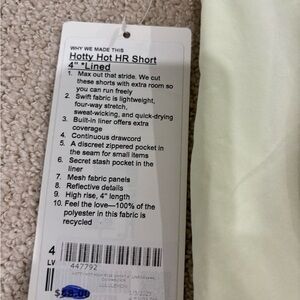 WHY WE MADE THIS
Hotty Hot HR Short
4" *Lined
1. Max out that stride. We cut
these shorts with extra room so
you can run freely
2. Swift fabric is lightweight,
four-way stretch,
sweat-wicking, and quick-drying
3. Built-in liner offers extra
coverage
4. Continuous drawcord
5. A discreet zippered pocket in
the seam for small items
6. Secret stash pocket in the
liner
7. Mesh fabric panels
8. Reflective details
9. High rise, 4" length
10. Feel the love—100% of the
polyester in this fabric is
recycled
4
LV
447792
$68.00